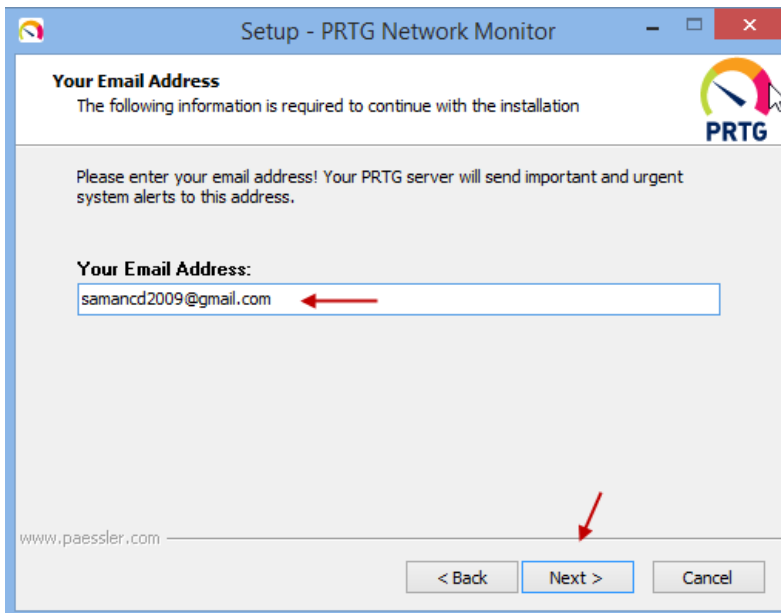 Setup - PRTG Network Monitor
Your Email Address
The following information is required to continue with the installation
PRTG
Please enter your email address! Your PRTG server will send important and urgent
system alerts to this address.
Your Email Address:
samancd2009@gmail.com
www.paessler.com
< Back
Next >
Cancel